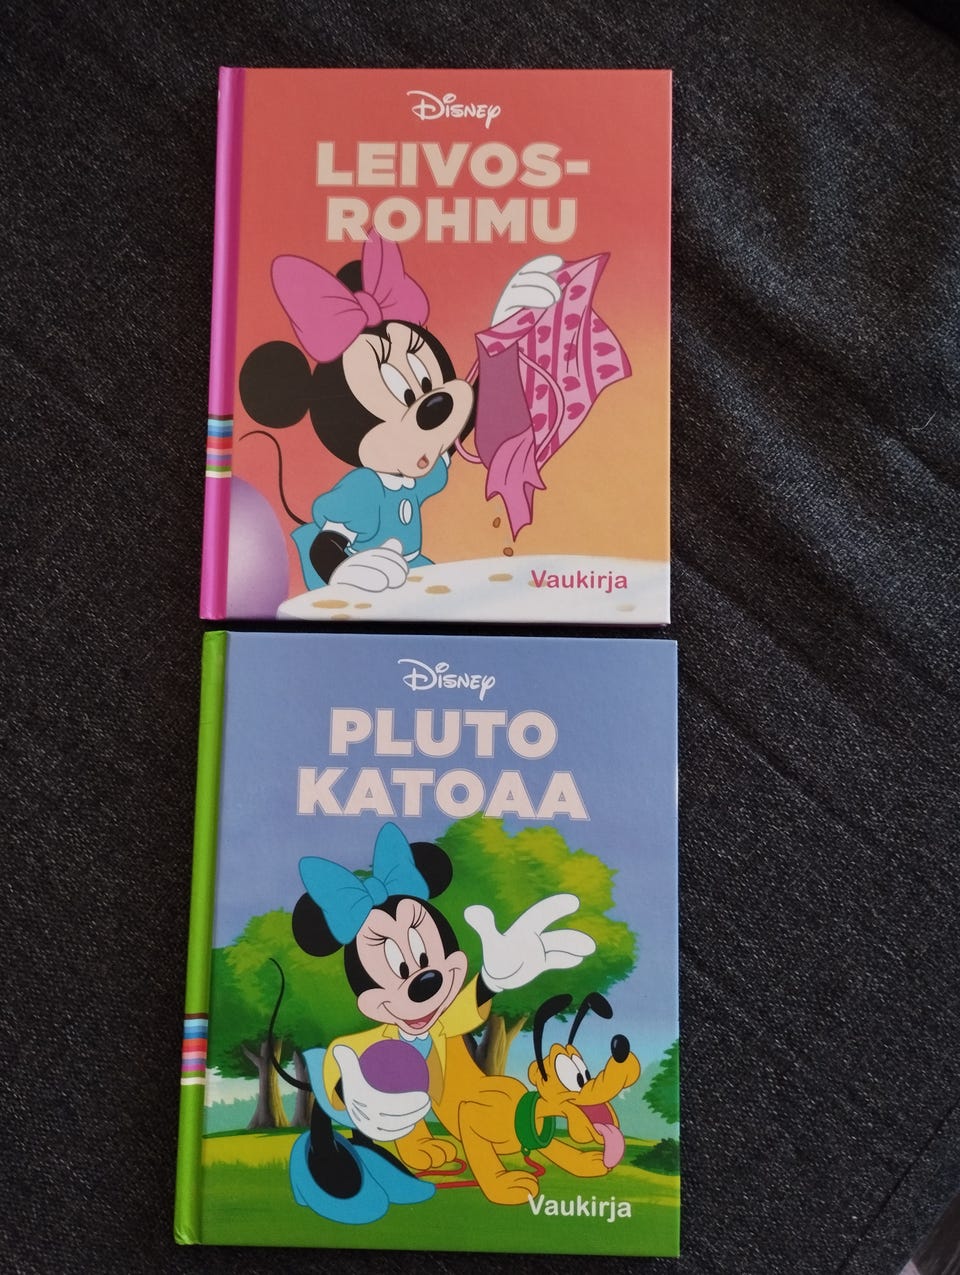 Disney
LEIVOS-
ROHMU
Vaukirja
Disney
PLUTO
KATOAA
Vaukirja